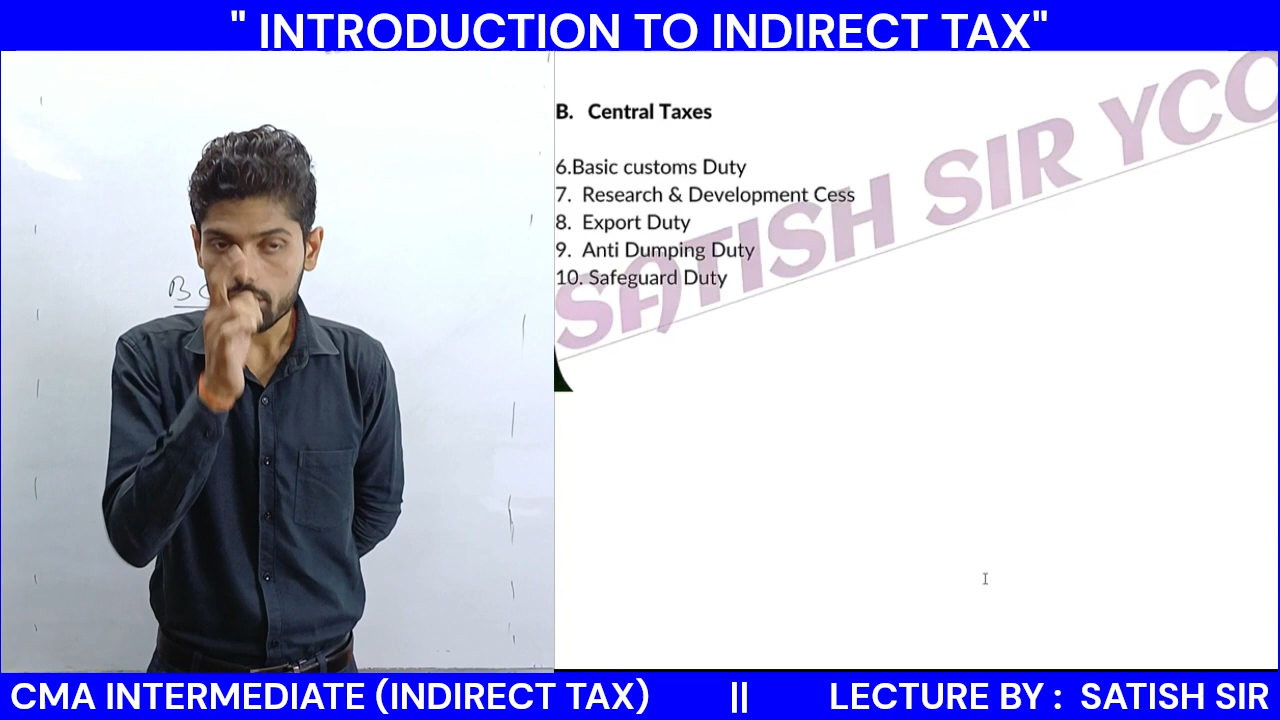 " INTRODUCTION TO INDIRECT TAX"
B. Central Taxes
6.Basic customs Duty
7. Research & Development Cess
8. Export Duty
9. Anti Dumping Duty
10. Safeguard Duty
SATISH SIR YCC
B
CMA INTERMEDIATE (INDIRECT TAX) || LECTURE BY : SATISH SIR